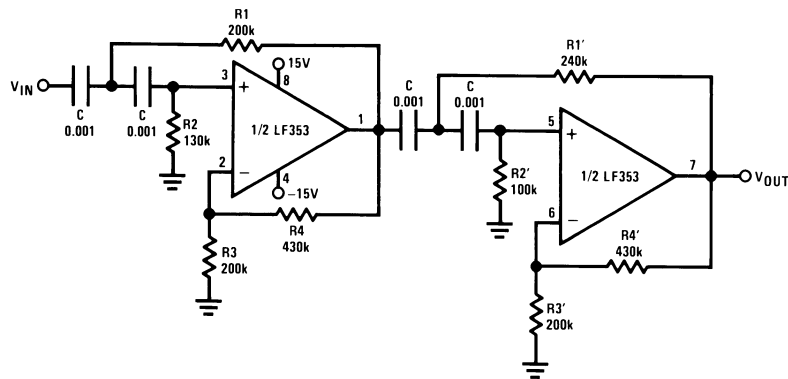 R1
200k
15V
8
VIN
C
0.001
C
0.001
R2
130k
3
+
1/2 LF353
1
2
−
4
−15V
R4
430k
R3
200k
R1'
240k
C
0.001
C
0.001
R2'
100k
5
+
1/2 LF353
7
VOUT
6
−
R4'
430k
R3'
200k